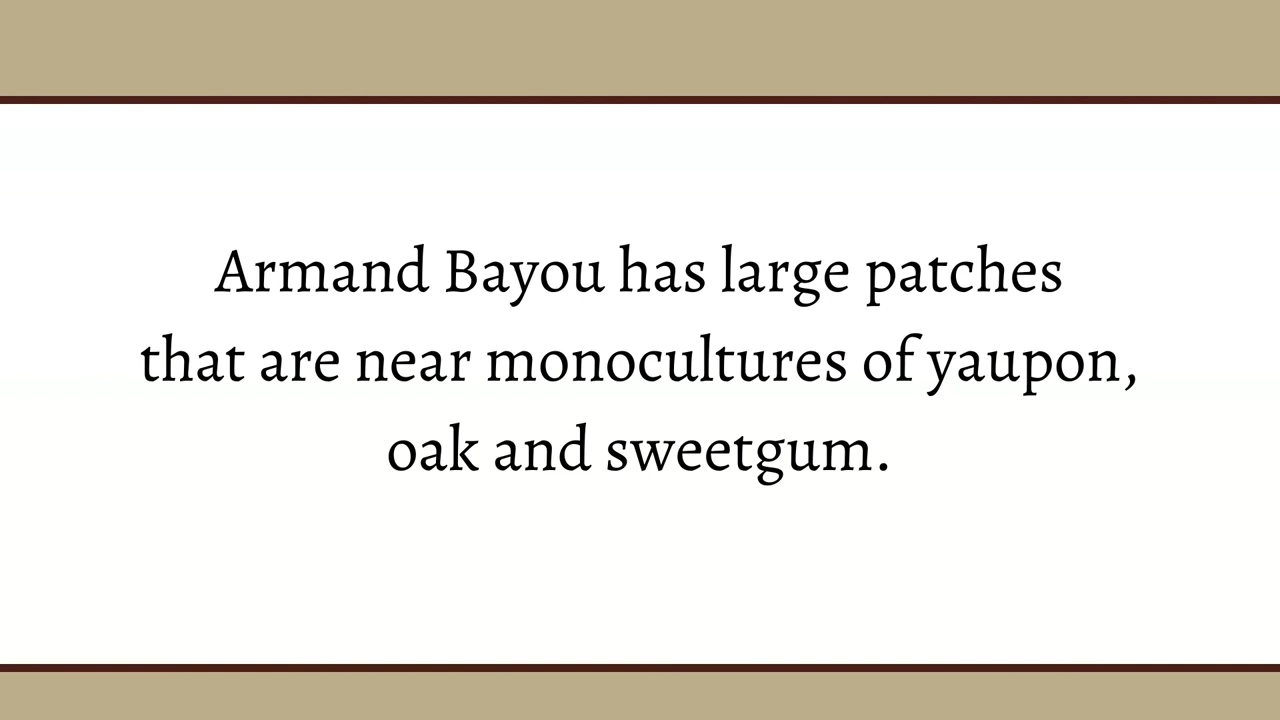 Armand Bayou has large patches
that are near monocultures of yaupon,
oak and sweetgum.